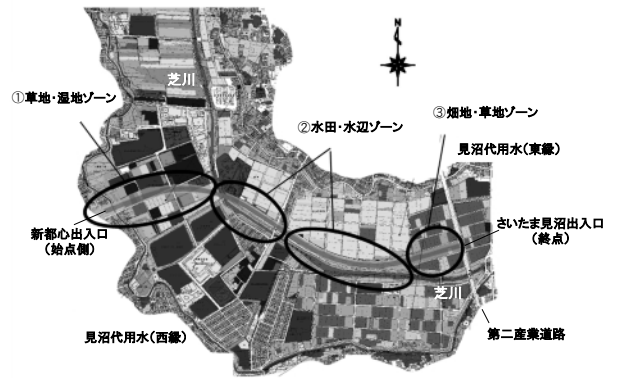 N
芝川
①草地・湿地ゾーン
②水田・水辺ゾーン
③畑地・草地ゾーン
見沼代用水(東縁)
新都心出入口
(始点側)
さいたま見沼出入口
(終点)
芝川
見沼代用水(西縁)
第二産業道路